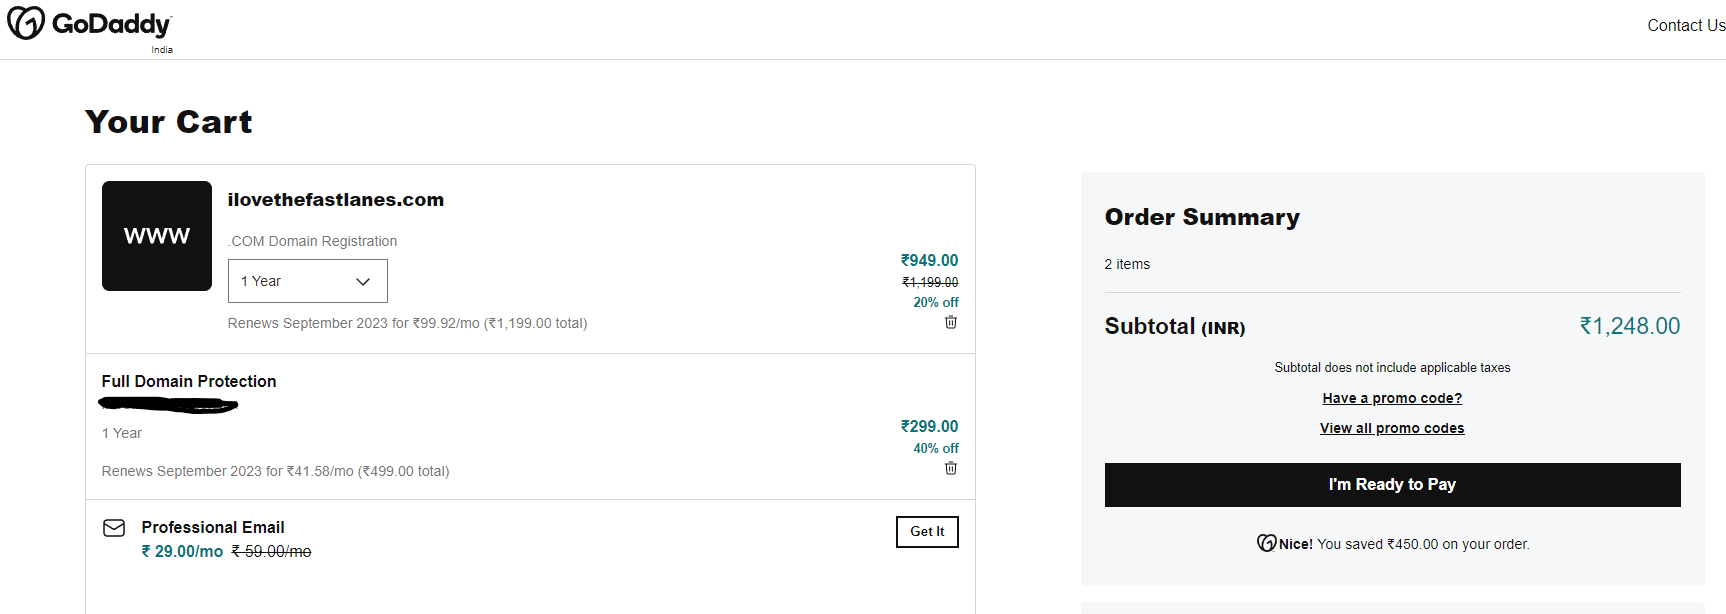 GoDaddy
India
Contact Us
Your Cart
www
ilovethefastlanes.com
.COM Domain Registration
1 Year
₹949.00
₹1,199.00
20% off
Renews September 2023 for ₹99.92/mo (₹1,199.00 total)
Full Domain Protection
1 Year
₹299.00
40% off
Renews September 2023 for ₹41.58/mo (₹499.00 total)
Professional Email
₹ 29.00/mo ₹ 59.00/mo
Get It
Order Summary
2 items
Subtotal (INR)
₹1,248.00
Subtotal does not include applicable taxes
Have a promo code?
View all promo codes
I'm Ready to Pay
Nice! You saved ₹450.00 on your order.